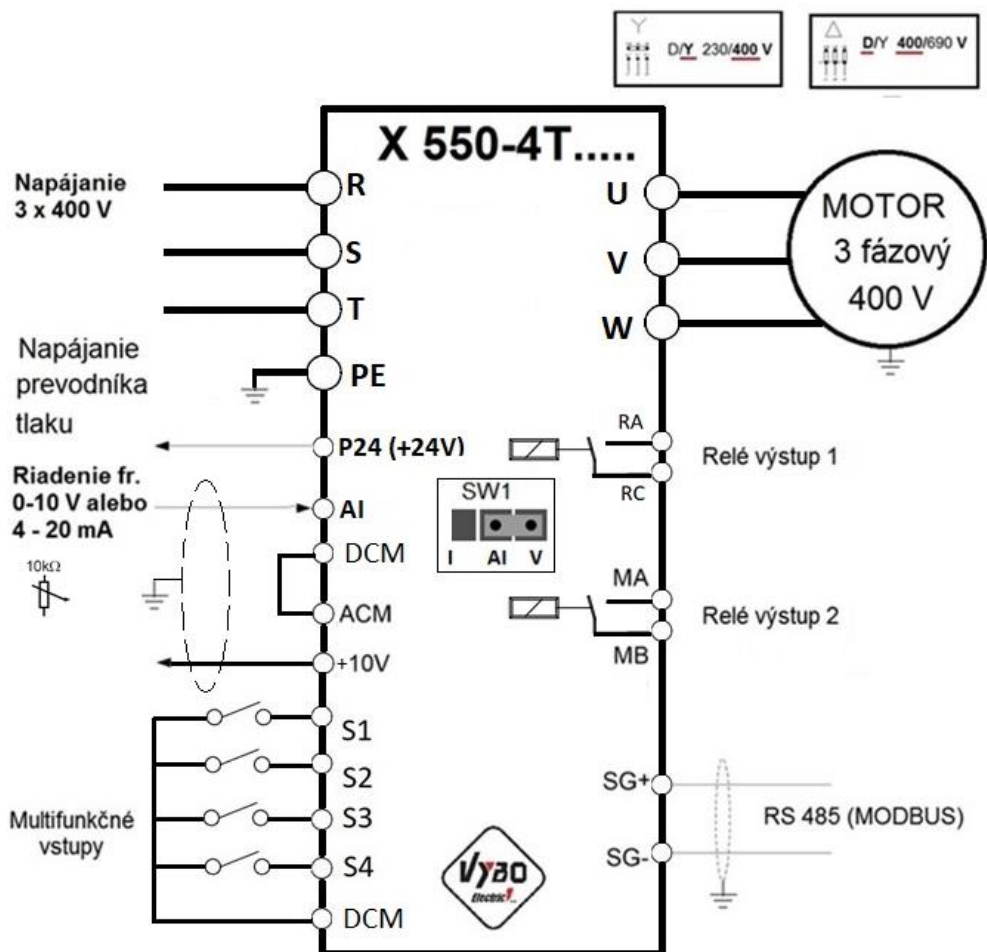 D/Y 230/400 V
D/Y 400/690 V
X 550-4T.....
Napájanie
3 x 400 V
R
S
T
PE
U
V
W
MOTOR
3 fázový
400 V
Napájanie
prevodníka
tlaku
P24 (+24V)
Riadenie fr.
0-10 V alebo
4 - 20 mA
AI
10kΩ
DCM
ACM
+10V
SW1
I AI V
RA
RC
Relé výstup 1
MA
MB
Relé výstup 2
S1
S2
S3
S4
DCM
Multifunkčné
vstupy
SG+
SG-
RS 485 (MODBUS)
VYBO
Electric